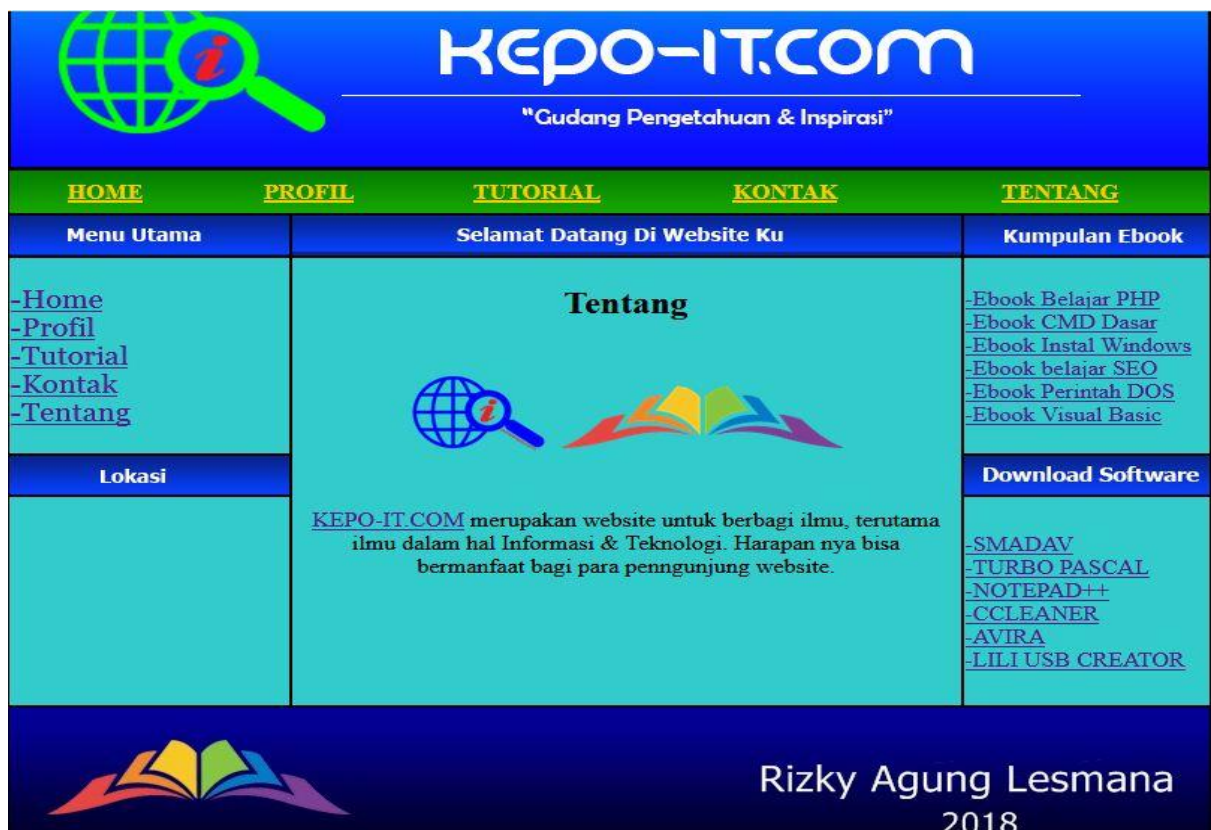 KEPO-IT.COM
"Gudang Pengetahuan & Inspirasi"
HOME PROFIL TUTORIAL KONTAK TENTANG
Menu Utama
-Home
-Profil
-Tutorial
-Kontak
-Tentang
Lokasi
Selamat Datang Di Website Ku
Tentang
i
KEPO-IT.COM merupakan website untuk berbagi ilmu, terutama
ilmu dalam hal Informasi & Teknologi. Harapan nya bisa
bermanfaat bagi para penngunjung website.
Kumpulan Ebook
-Ebook Belajar PHP
-Ebook CMD Dasar
-Ebook Instal Windows
-Ebook belajar SEO
-Ebook Perintah DOS
-Ebook Visual Basic
Download Software
-SMADAV
-TURBO PASCAL
-NOTEPAD++
-CCLEANER
-AVIRA
-LILI USB CREATOR
Rizky Agung Lesmana
2018